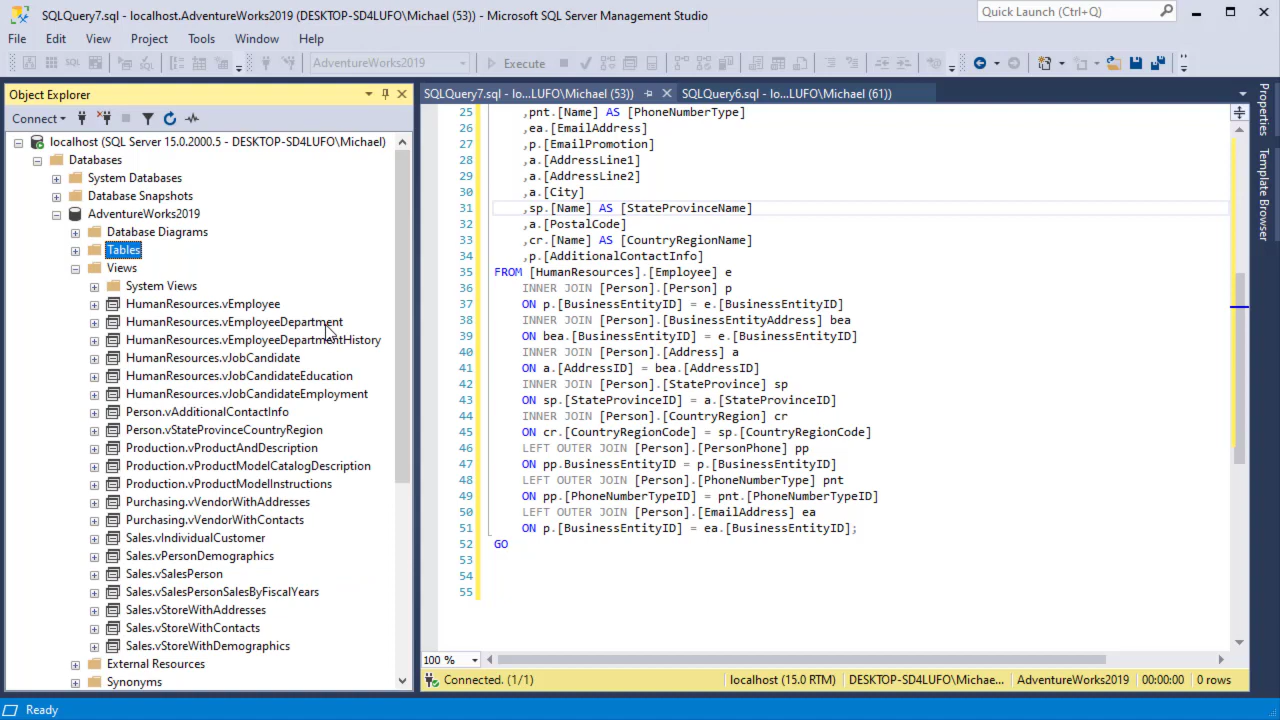 SQLQuery7.sql - localhost.AdventureWorks2019 (DESKTOP-SD4LUFO\Michael (53)) - Microsoft SQL Server Management Studio
Quick Launch (Ctrl+Q)
File Edit View Project Tools Window Help
AdventureWorks2019
Execute
Object Explorer
Connect
localhost (SQL Server 15.0.2000.5 - DESKTOP-SD4LUFO\Michael)
Databases
System Databases
Database Snapshots
AdventureWorks2019
Database Diagrams
Tables
Views
System Views
HumanResources.vEmployee
HumanResources.vEmployeeDepartment
HumanResources.vEmployeeDepartmentHistory
HumanResources.vJobCandidate
HumanResources.vJobCandidateEducation
HumanResources.vJobCandidateEmployment
Person.vAdditionalContactInfo
Person.vStateProvinceCountryRegion
Production.vProductAndDescription
Production.vProductModelCatalogDescription
Production.vProductModelInstructions
Purchasing.vVendorWithAddresses
Purchasing.vVendorWithContacts
Sales.vIndividualCustomer
Sales.vPersonDemographics
Sales.vSalesPerson
Sales.vSalesPersonSalesByFiscalYears
Sales.vStoreWithAddresses
Sales.vStoreWithContacts
Sales.vStoreWithDemographics
External Resources
Synonyms
SQLQuery7.sql - lo...LUFO\Michael (53))
SQLQuery6.sql - lo...LUFO\Michael (61))
25 ,pnt.[Name] AS [PhoneNumberType]
26 ,ea.[EmailAddress]
27 ,p.[EmailPromotion]
28 ,a.[AddressLine1]
29 ,a.[AddressLine2]
30 ,a.[City]
31 ,sp.[Name] AS [StateProvinceName]
32 ,a.[PostalCode]
33 ,cr.[Name] AS [CountryRegionName]
34 ,p.[AdditionalContactInfo]
35 FROM [HumanResources].[Employee] e
36 INNER JOIN [Person].[Person] p
37 ON p.[BusinessEntityID] = e.[BusinessEntityID]
38 INNER JOIN [Person].[BusinessEntityAddress] bea
39 ON bea.[BusinessEntityID] = e.[BusinessEntityID]
40 INNER JOIN [Person].[Address] a
41 ON a.[AddressID] = bea.[AddressID]
42 INNER JOIN [Person].[StateProvince] sp
43 ON sp.[StateProvinceID] = a.[StateProvinceID]
44 INNER JOIN [Person].[CountryRegion] cr
45 ON cr.[CountryRegionCode] = sp.[CountryRegionCode]
46 LEFT OUTER JOIN [Person].[PersonPhone] pp
47 ON pp.BusinessEntityID = p.[BusinessEntityID]
48 LEFT OUTER JOIN [Person].[PhoneNumberType] pnt
49 ON pp.[PhoneNumberTypeID] = pnt.[PhoneNumberTypeID]
50 LEFT OUTER JOIN [Person].[EmailAddress] ea
51 ON p.[BusinessEntityID] = ea.[BusinessEntityID];
52 GO
53
54
55
100 %
Connected. (1/1)
localhost (15.0 RTM)
DESKTOP-SD4LUFO\Michae...
AdventureWorks2019
00:00:00
0 rows
Properties
Template Browser
Ready